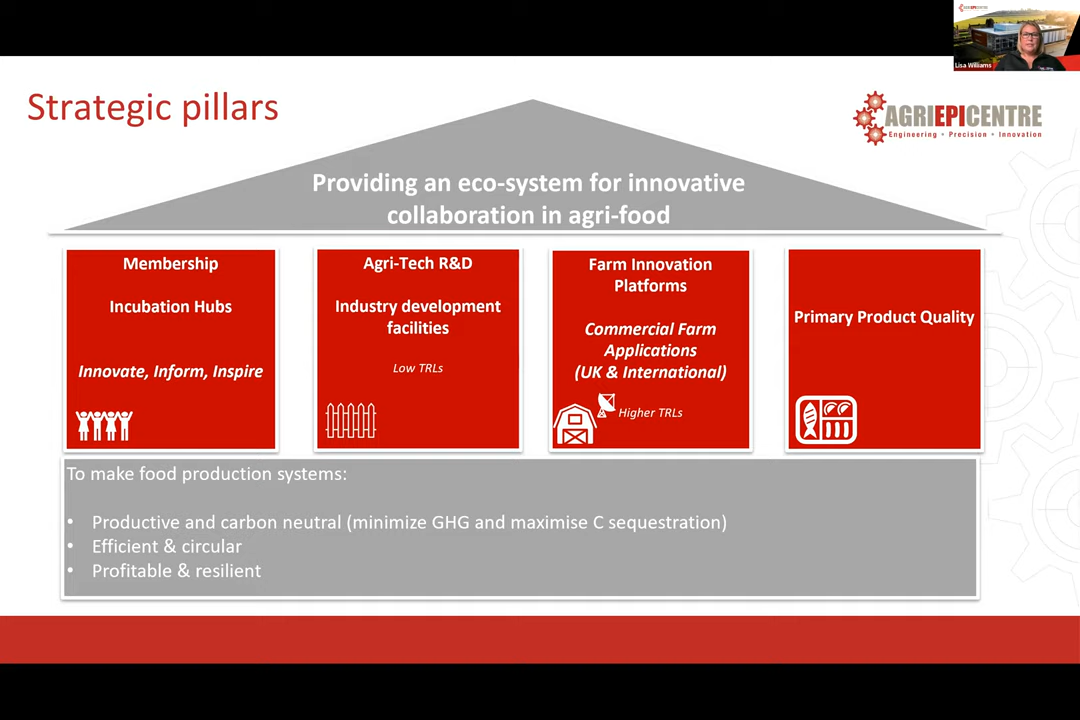 Lisa Williams
Strategic pillars
AGRIEPICENTRE
Engineering • Precision • Innovation
Providing an eco-system for innovative
collaboration in agri-food
Membership
Incubation Hubs
Innovate, Inform, Inspire
Agri-Tech R&D
Industry development
facilities
Low TRLs
Farm Innovation
Platforms
Commercial Farm
Applications
(UK & International)
Higher TRLs
Primary Product Quality
To make food production systems:
• Productive and carbon neutral (minimize GHG and maximise C sequestration)
• Efficient & circular
• Profitable & resilient